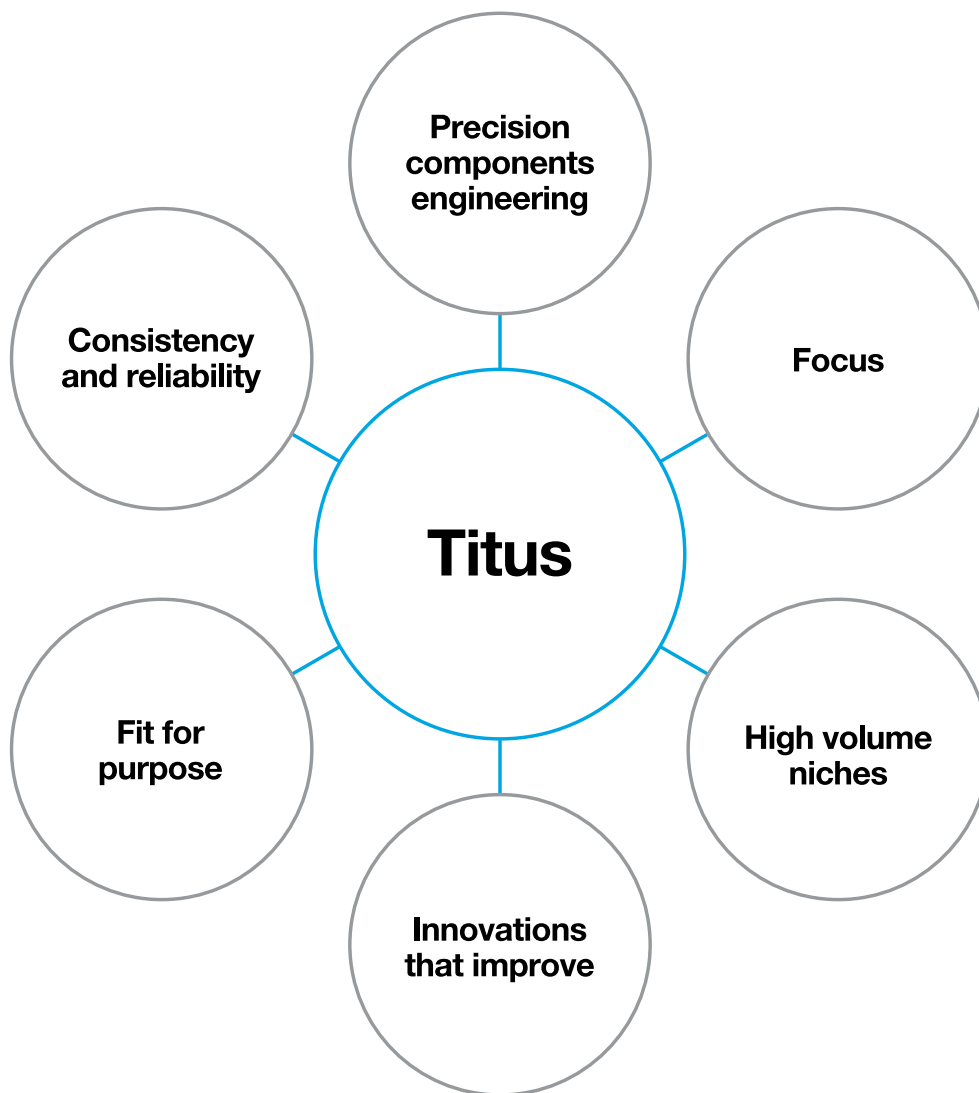 Precision
components
engineering
Consistency
and reliability
Focus
Titus
Fit for
purpose
High volume
niches
Innovations
that improve